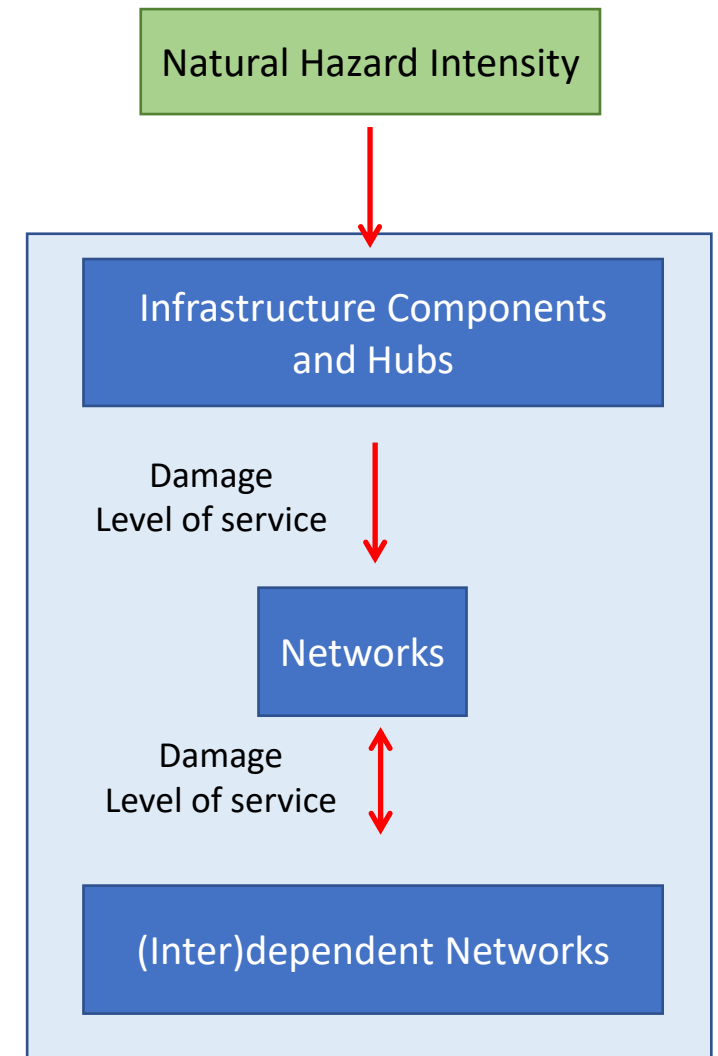 Natural Hazard Intensity
Infrastructure Components
and Hubs
Damage
Level of service
Networks
Damage
Level of service
(Inter)dependent Networks